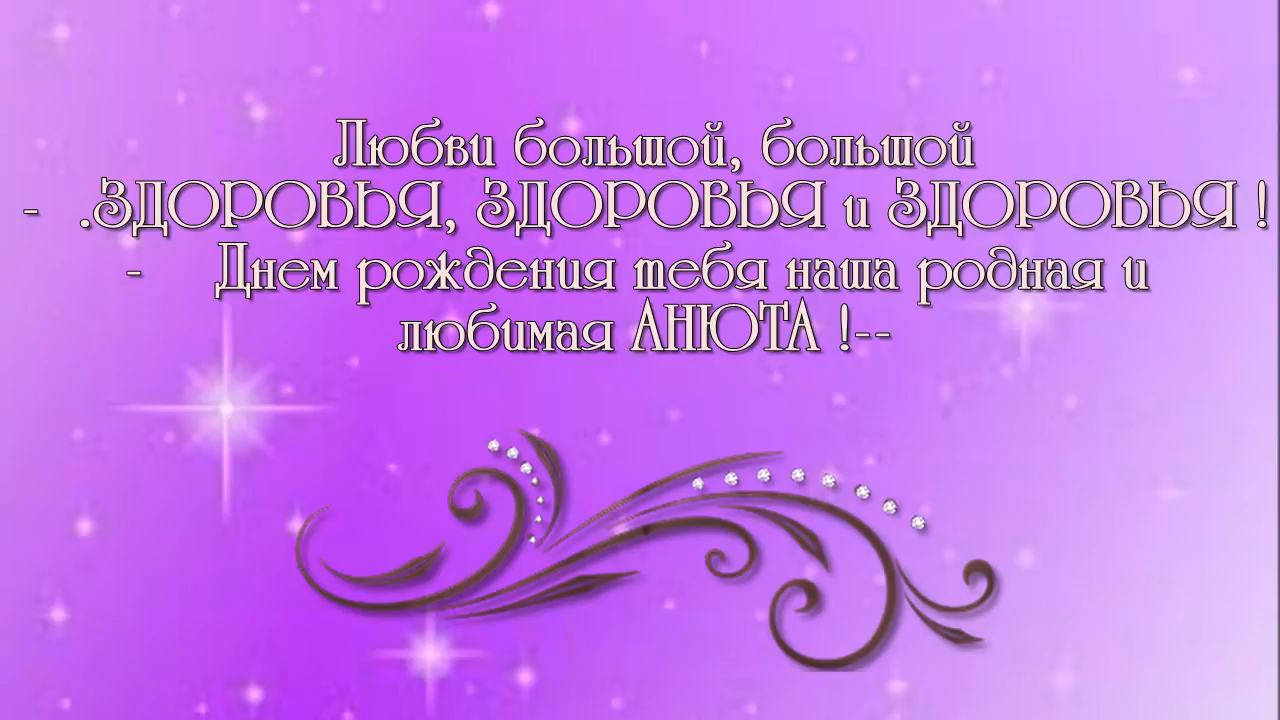 Любви большой, большой
- .ЗДОРОВЬЯ, ЗДОРОВЬЯ и ЗДОРОВЬЯ !
- Днем рождения тебя наша родная и
любимая АНЮТА !--